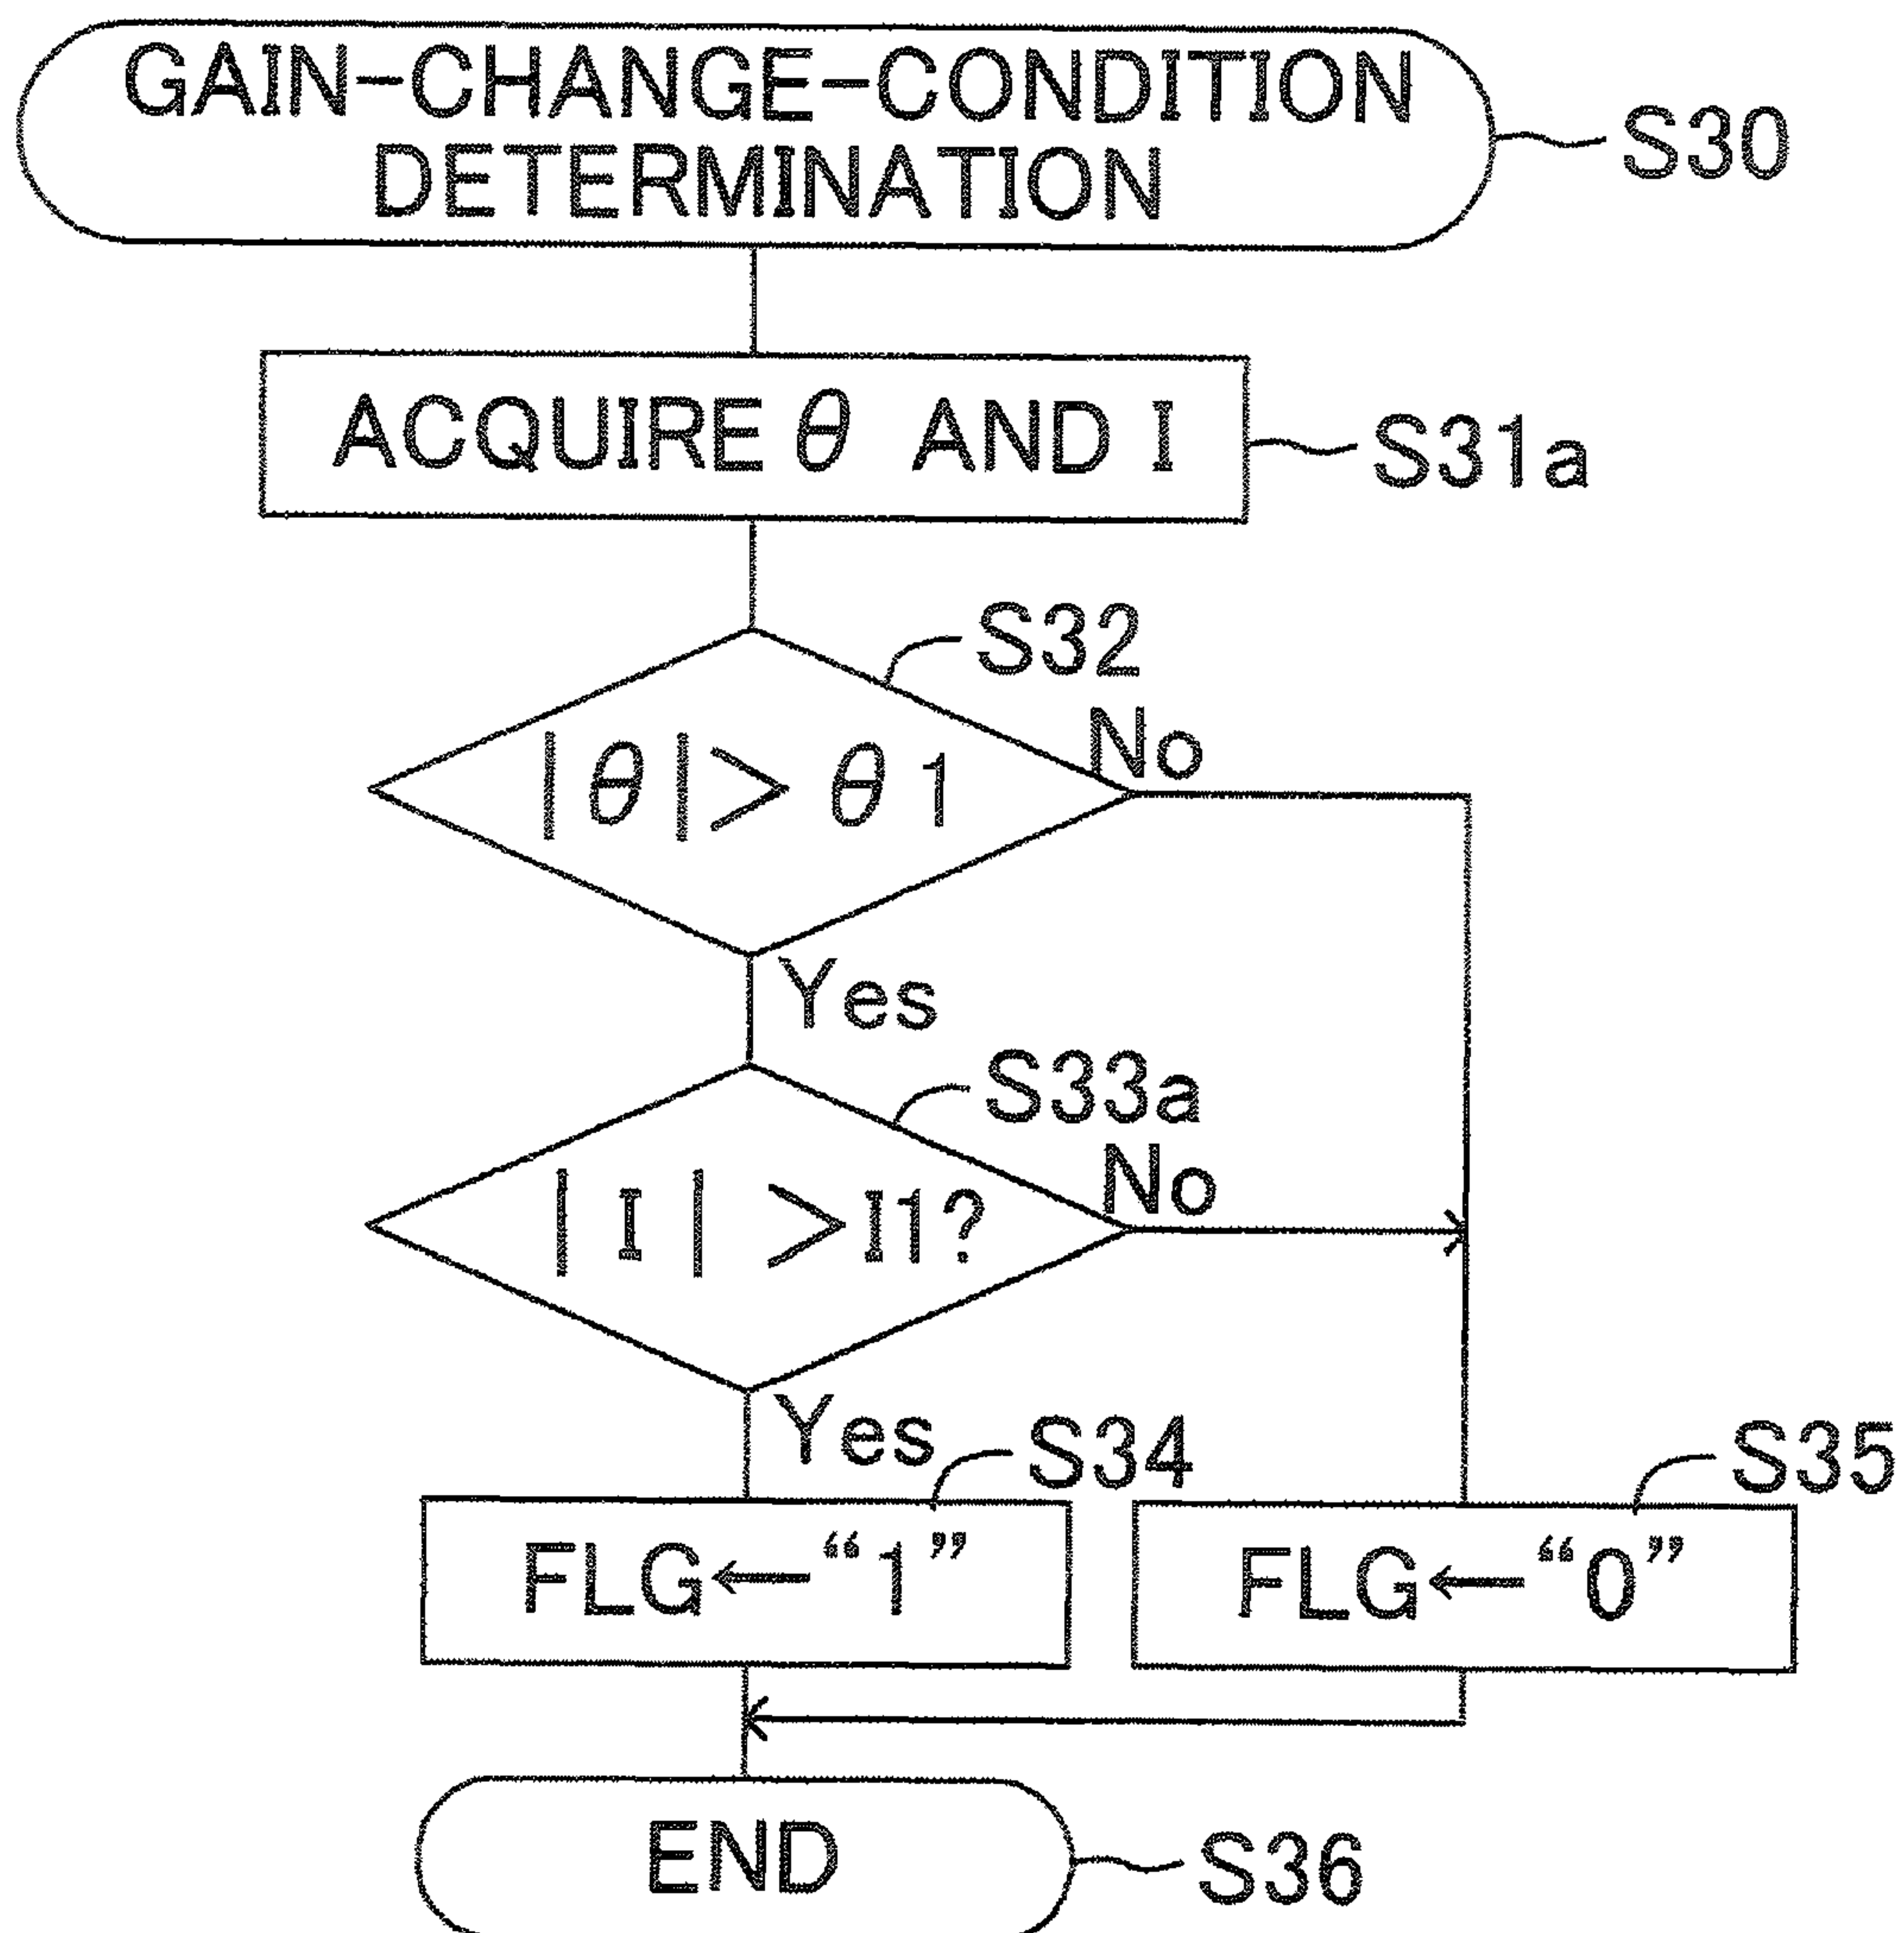 GAIN-CHANGE-CONDITION
DETERMINATION
S30
ACQUIRE θ AND I
S31a
S32
|θ|> θ1
No
Yes
S33a
|I| >I1?
No
Yes
S34
S35
FLG←“1”
FLG←“0”
END
S36